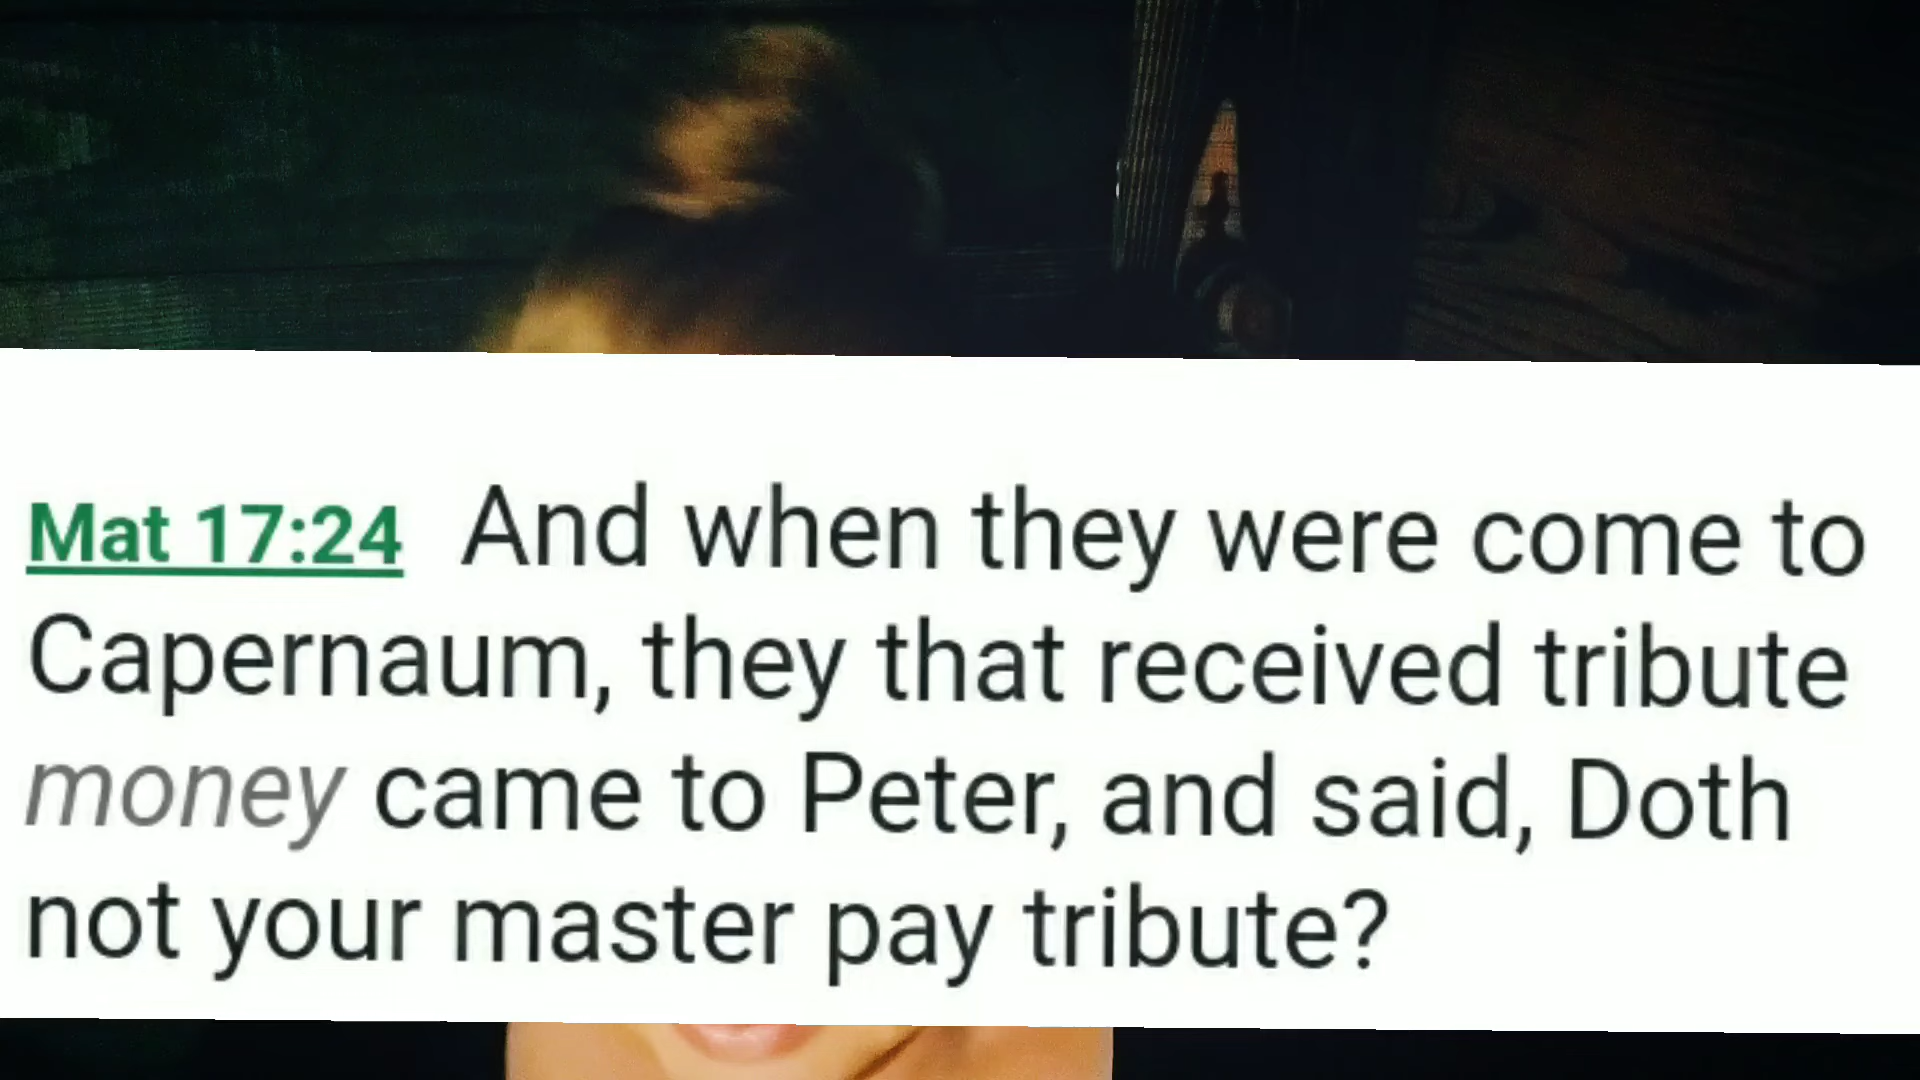 Mat 17:24 And when they were come to
Capernaum, they that received tribute
money came to Peter, and said, Doth
not your master pay tribute?